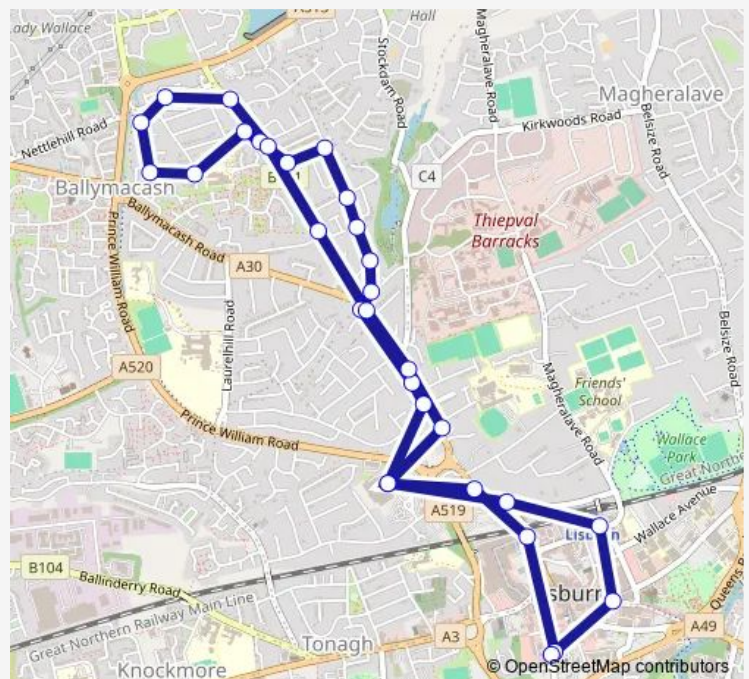 ady Wallace
A513
Hall
Magheralave Road
Stockdam Road
Magheralave
Nettlehill Road
Kirkwoods Road
Belsize Road
C4
Ballymacash
Thiepval
Barracks
Ballymacash Road
A30
Prince William Road
Laurelhill Road
A520
Magheralave Road
Belsize Road
Friends'
School
Prince William Road
Wallace
Park
Great Northe
A519
Wallace Avenue
B104
Ballinderry Road
Queens R
Great Northern Railway Main Line
Tonagh
A3
A49
Knockmore
© OpenStreetMap contributors